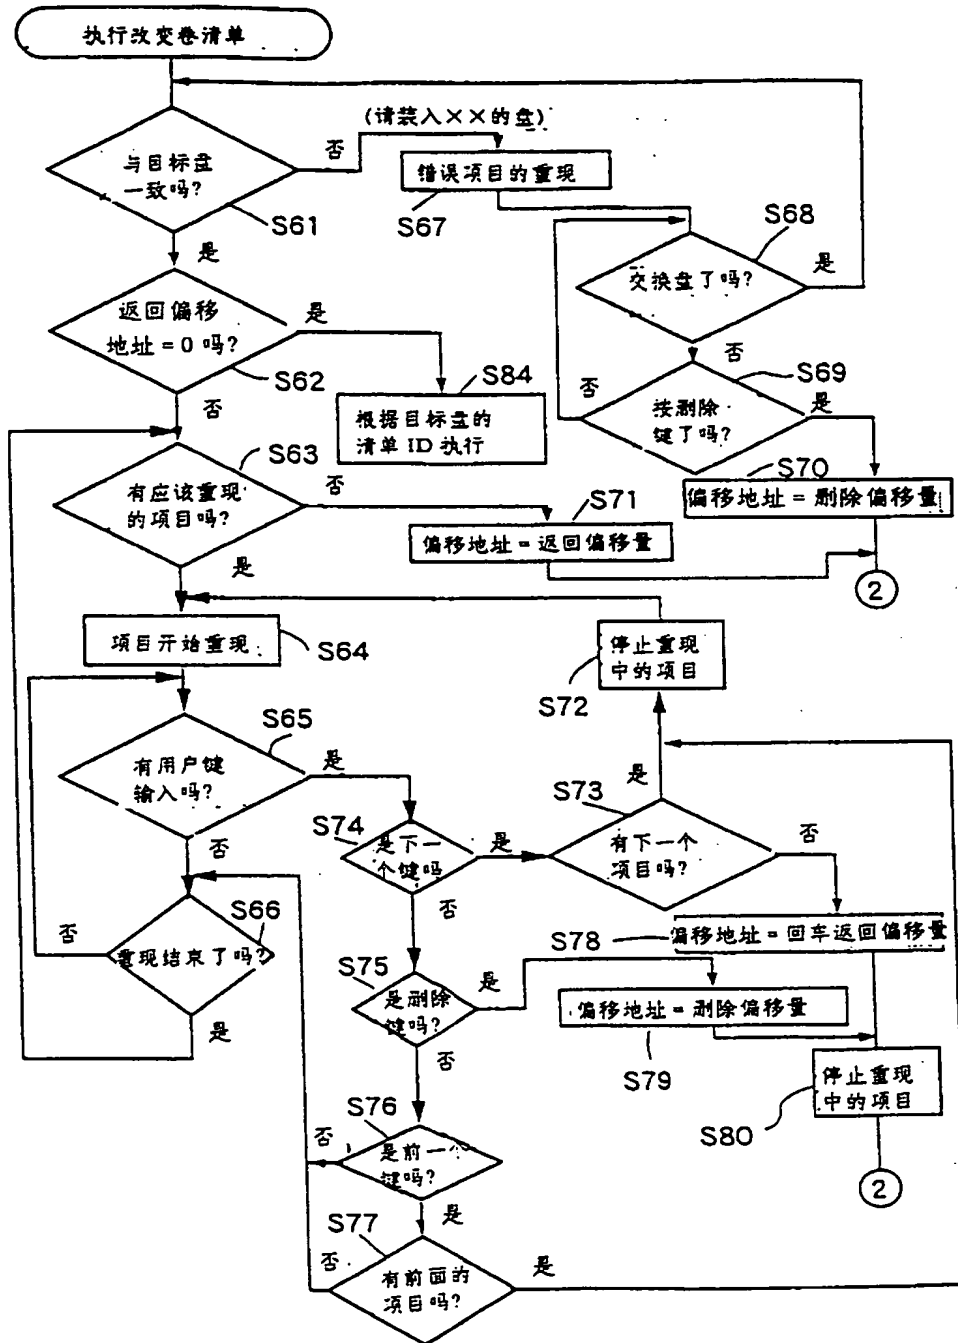 执行改变卷清单
(请装入××的盘)
与目标盘
一致吗?
否
错误项目的重现
S61
S67
是
S68
交换盘了吗?
是
否
返回偏移
地址=0吗?
是
S62
S84
根据目标盘的
清单ID执行
否
S69
否
按删除
键了吗?
是
S70
偏移地址=删除偏移量
S63
有应该重现
的项目吗?
否
S71
偏移地址=返回偏移量
是
②
项目开始重现
S64
停止重现
中的项目
S72
S65
有用户键
输入吗?
是
否
S74
是下一
个键吗
是
否
S73
有下一个
项目吗?
是
否
S66
重现结束了吗?
否
是
S78
偏移地址=回车返回偏移量
S75
是删除
键吗?
是
否
偏移地址=删除偏移量
S79
停止重现
中的项目
S80
②
S76
是前一个
键吗?
否
是
S77
有前面的
项目吗?
否
是